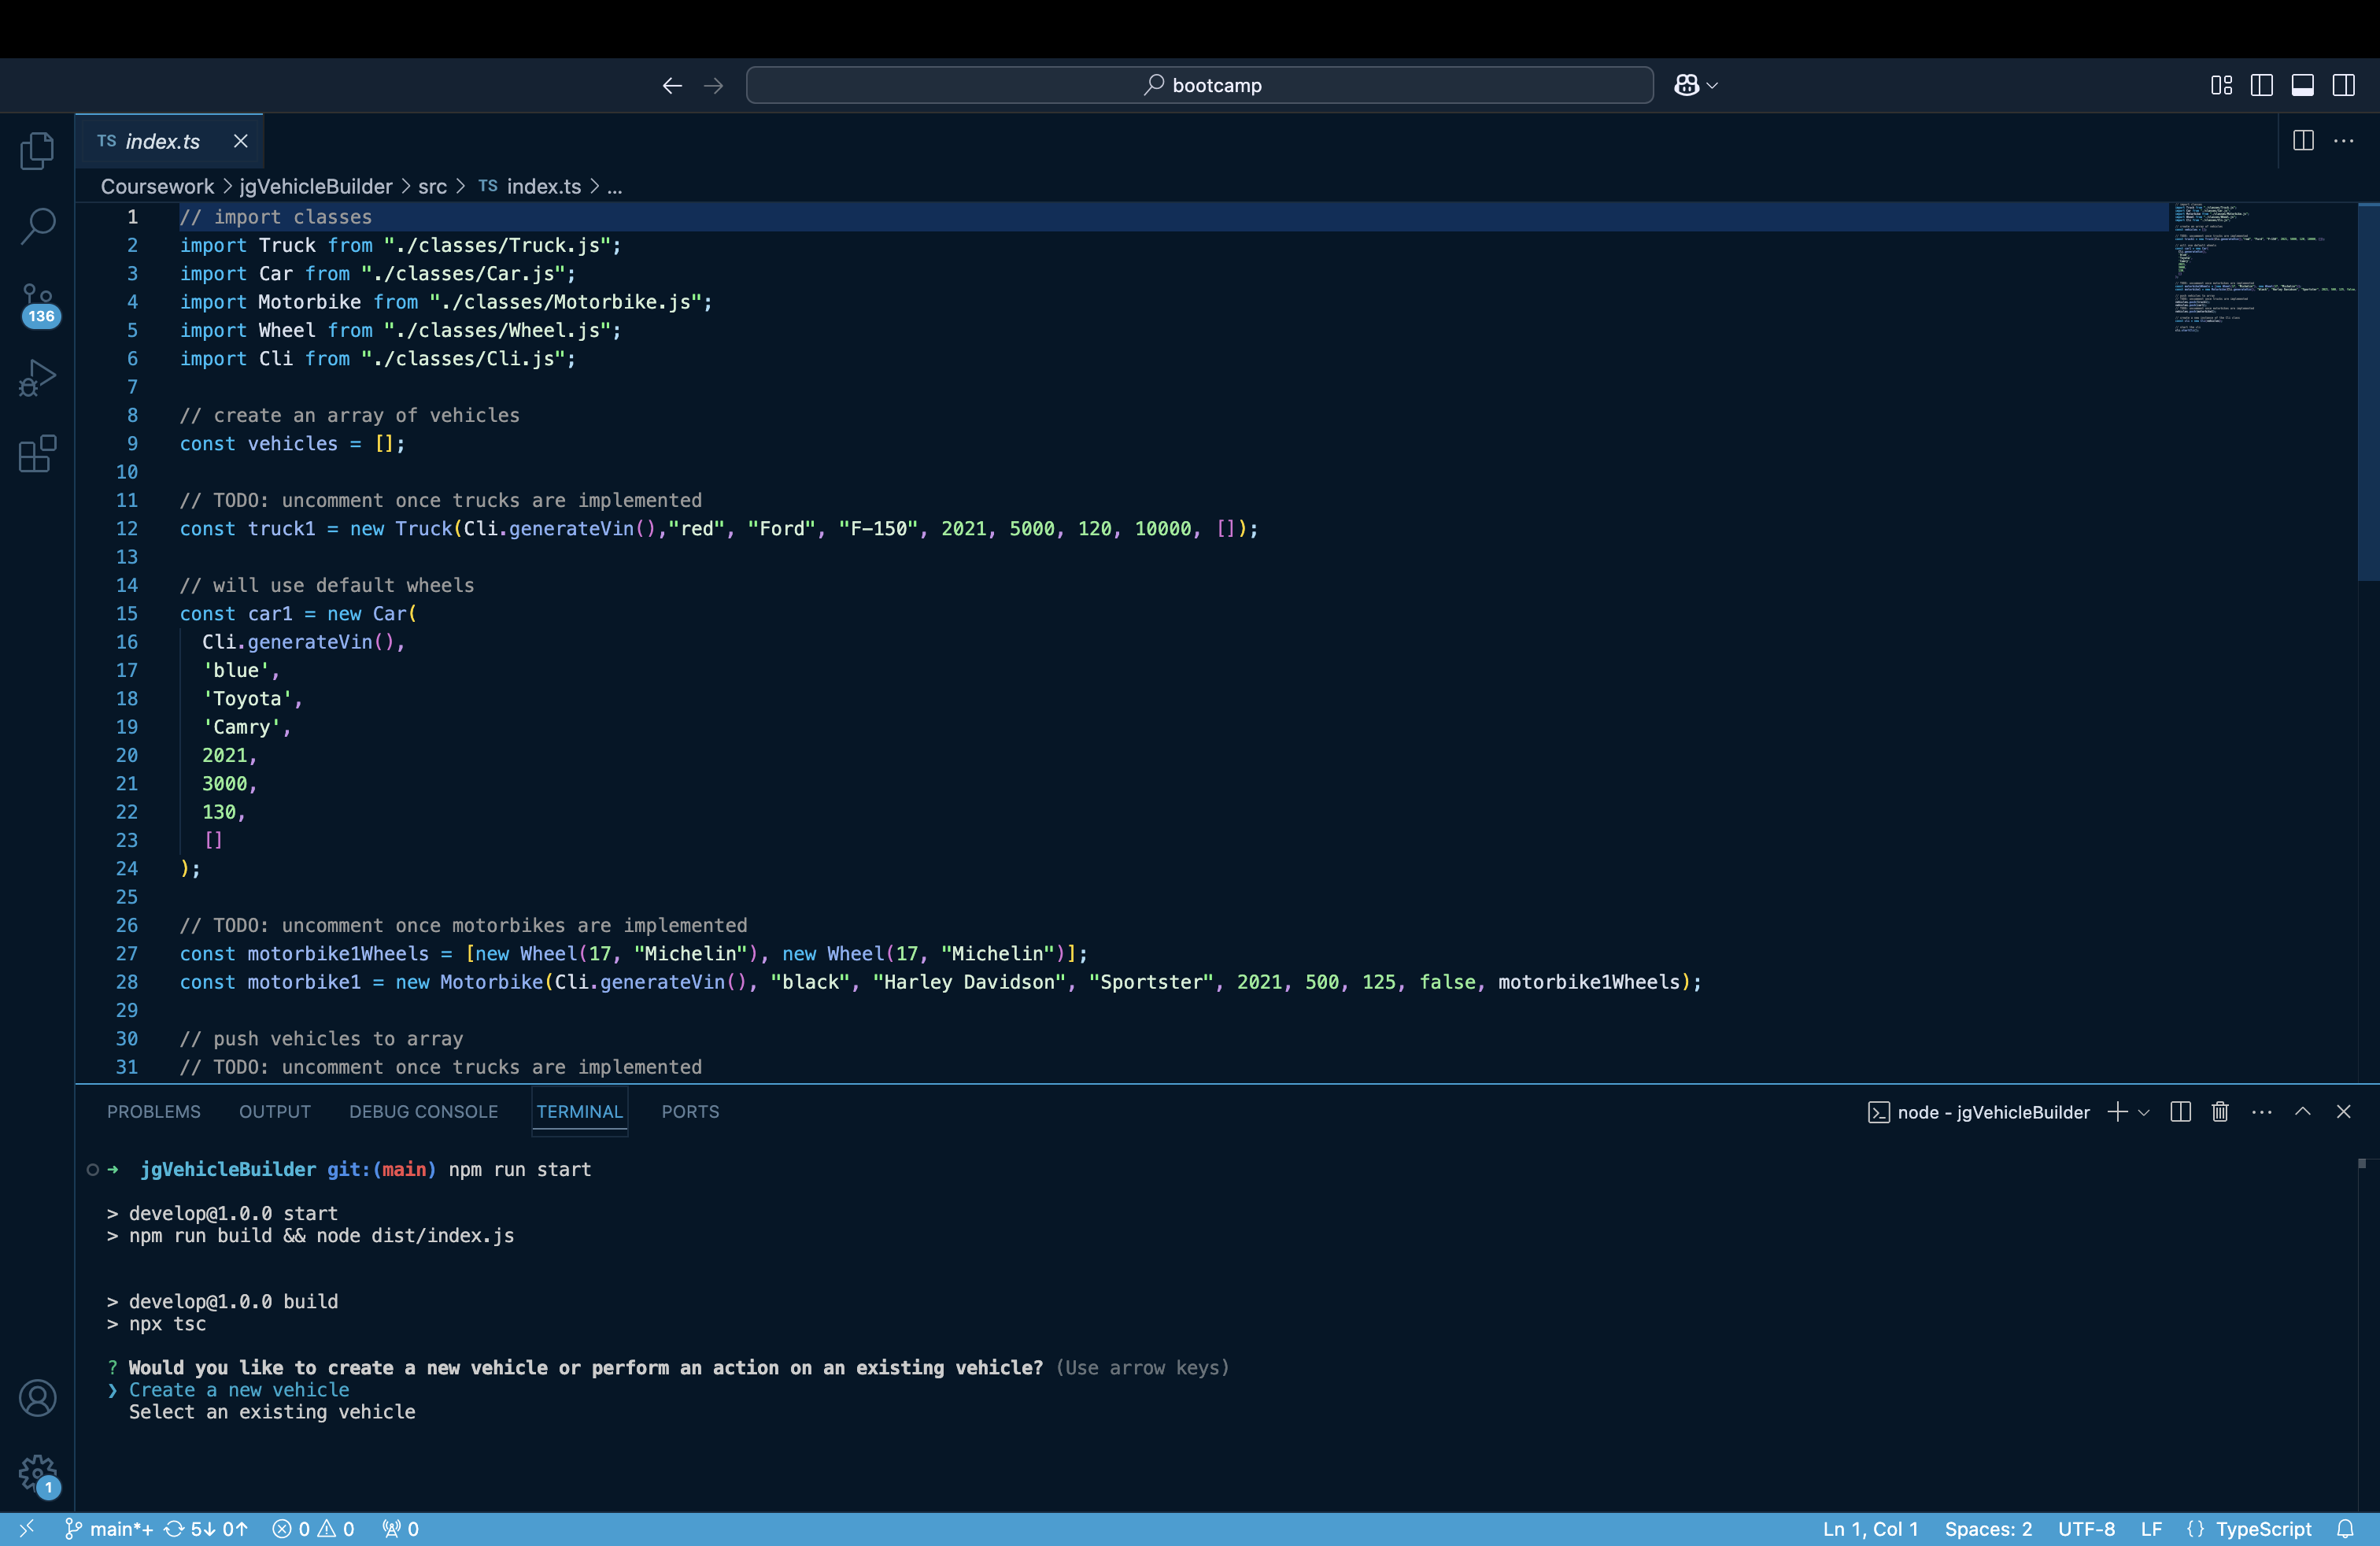 bootcamp
TS index.ts
Coursework > jgVehicleBuilder > src > TS index.ts > ...
136
1 // import classes
2 import Truck from "./classes/Truck.js";
3 import Car from "./classes/Car.js";
4 import Motorbike from "./classes/Motorbike.js";
5 import Wheel from "./classes/Wheel.js";
6 import Cli from "./classes/Cli.js";
7
8 // create an array of vehicles
9 const vehicles = [];
10
11 // TODO: uncomment once trucks are implemented
12 const truck1 = new Truck(Cli.generateVin(),"red", "Ford", "F-150", 2021, 5000, 120, 10000, []);
13
14 // will use default wheels
15 const car1 = new Car(
16 Cli.generateVin(),
17 'blue',
18 'Toyota',
19 'Camry',
20 2021,
21 3000,
22 130,
23 []
24 );
25
26 // TODO: uncomment once motorbikes are implemented
27 const motorbike1Wheels = [new Wheel(17, "Michelin"), new Wheel(17, "Michelin")];
28 const motorbike1 = new Motorbike(Cli.generateVin(), "black", "Harley Davidson", "Sportster", 2021, 500, 125, false, motorbike1Wheels);
29
30 // push vehicles to array
31 // TODO: uncomment once trucks are implemented
PROBLEMS OUTPUT DEBUG CONSOLE TERMINAL PORTS
node - jgVehicleBuilder
➜ jgVehicleBuilder git:(main) npm run start
> develop@1.0.0 start
> npm run build && node dist/index.js
> develop@1.0.0 build
> npx tsc
? Would you like to create a new vehicle or perform an action on an existing vehicle? (Use arrow keys)
❯ Create a new vehicle
Select an existing vehicle
1
main*+ 5↓ 0↑ 0 0 0
Ln 1, Col 1 Spaces: 2 UTF-8 LF {} TypeScript